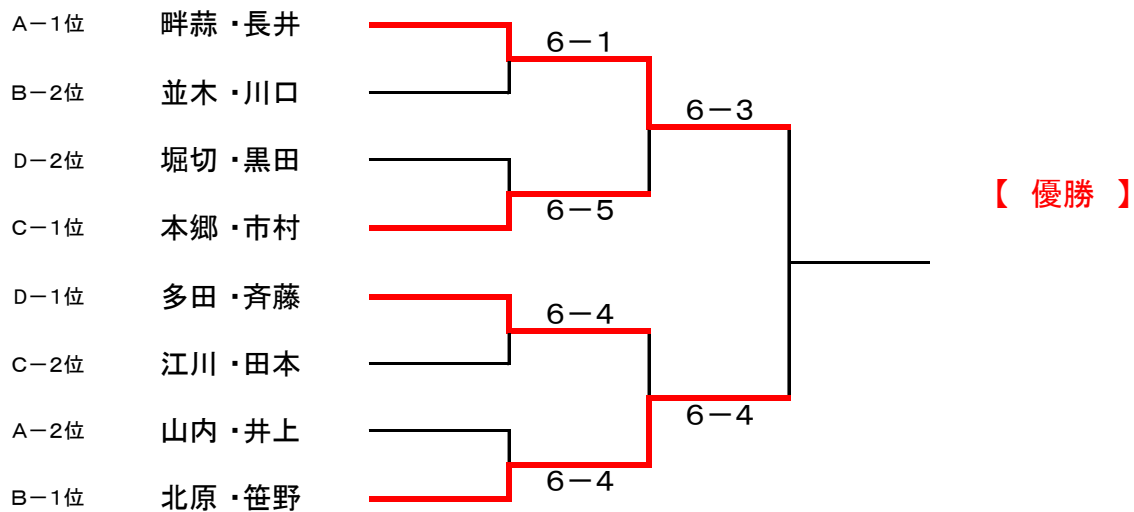 A－1位 畔蒜・長井
6－1
B－2位 並木・川口
6－3
D－2位 堀切・黒田
【 優勝 】
6－5
C－1位 本郷・市村
D－1位 多田・斉藤
6－4
C－2位 江川・田本
6－4
A－2位 山内・井上
6－4
B－1位 北原・笹野